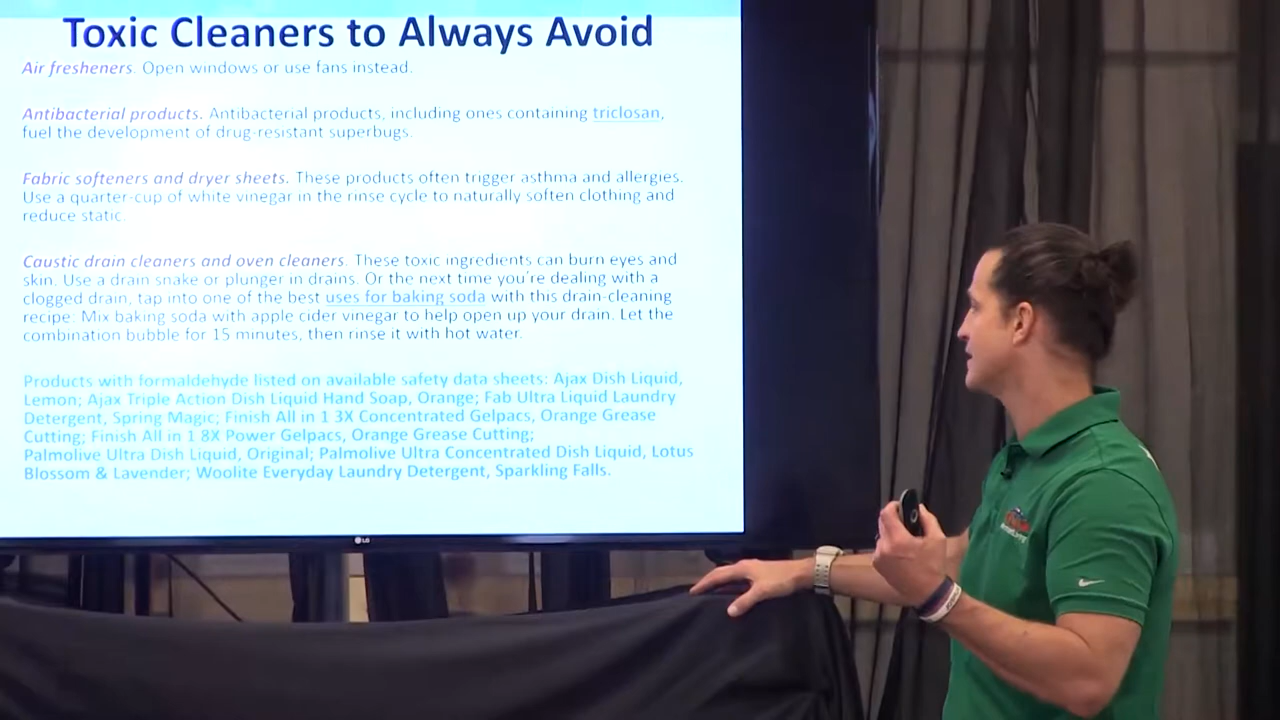 Toxic Cleaners to Always Avoid
Air fresheners. Open windows or use fans instead.
Antibacterial products. Antibacterial products, including ones containing triclosan,
fuel the development of drug-resistant superbugs.
Fabric softeners and dryer sheets. These products often trigger asthma and allergies.
Use a quarter-cup of white vinegar in the rinse cycle to naturally soften clothing and
reduce static.
Caustic drain cleaners and oven cleaners. These toxic ingredients can burn eyes and
skin. Use a drain snake or plunger in drains. Or the next time you're dealing with a
clogged drain, tap into one of the best uses for baking soda with this drain-cleaning
recipe: Mix baking soda with apple cider vinegar to help open up your drain. Let the
combination bubble for 15 minutes, then rinse it with hot water.
Products with formaldehyde listed on available safety data sheets: Ajax Dish Liquid,
Lemon; Ajax Triple Action Dish Liquid Hand Soap, Orange; Fab Ultra Liquid Laundry
Detergent, Spring Magic; Finish All in 1 3X Concentrated Gelpacs, Orange Grease
Cutting; Finish All in 1 8X Power Gelpacs, Orange Grease Cutting;
Palmolive Ultra Dish Liquid, Original; Palmolive Ultra Concentrated Dish Liquid, Lotus
Blossom & Lavender; Woolite Everyday Laundry Detergent, Sparkling Falls.
LG